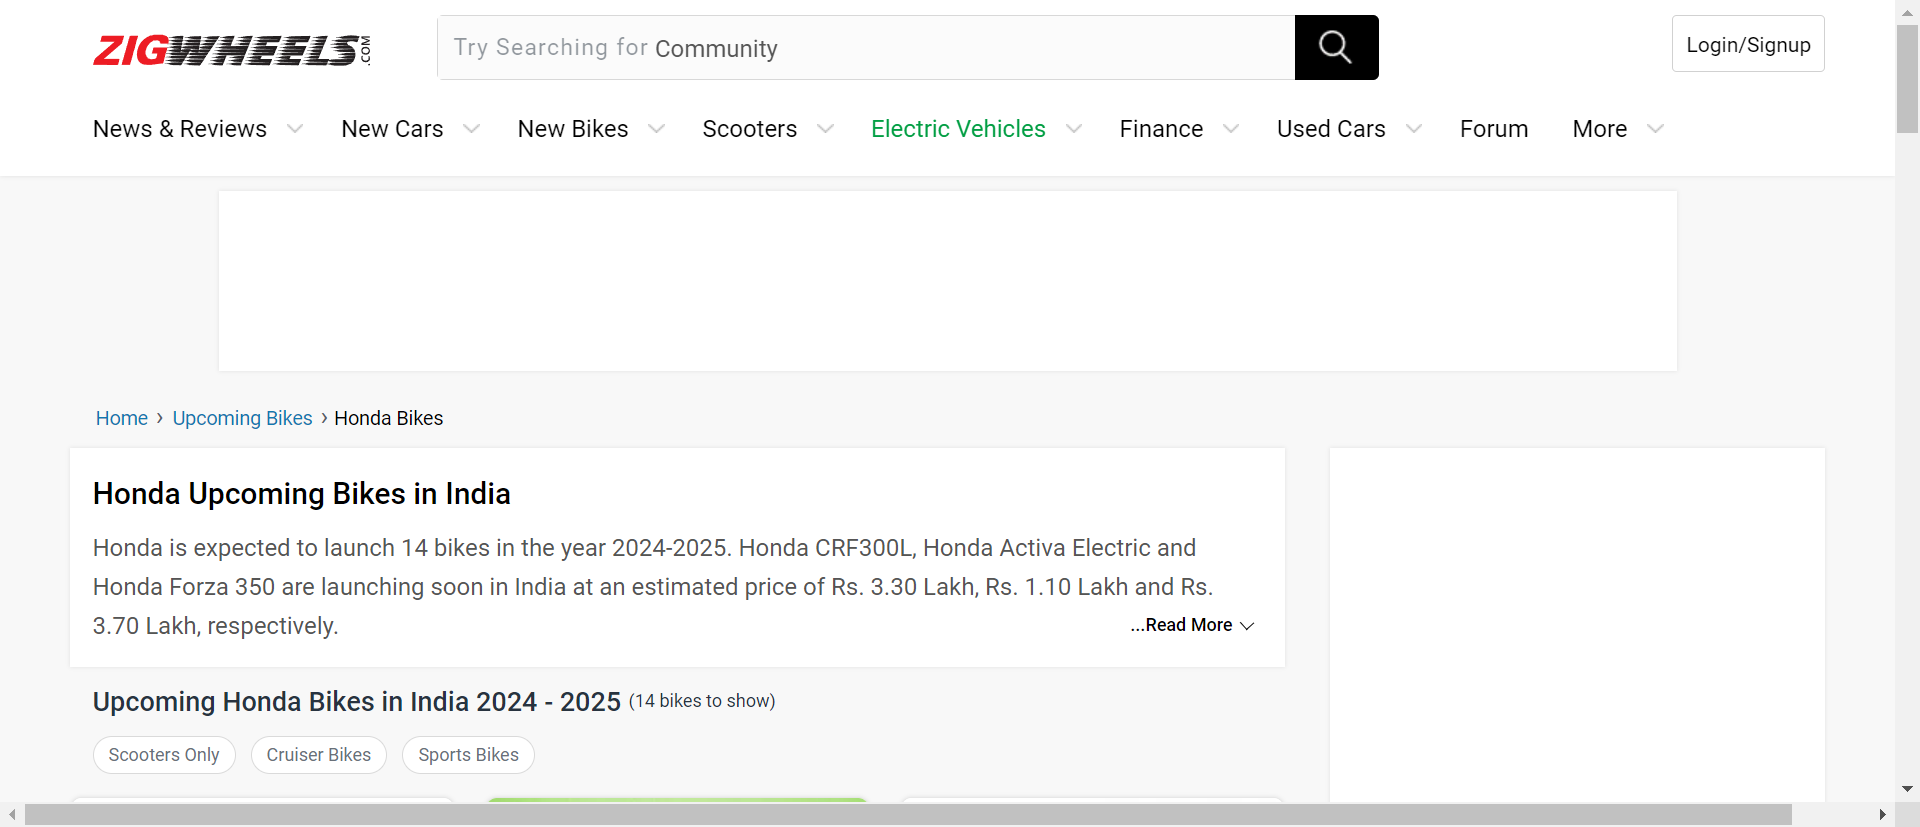 ZIGWHEELS.COM
Try Searching for Community
Login/Signup
News & Reviews New Cars New Bikes Scooters Electric Vehicles Finance Used Cars Forum More
Home › Upcoming Bikes › Honda Bikes
Honda Upcoming Bikes in India
Honda is expected to launch 14 bikes in the year 2024-2025. Honda CRF300L, Honda Activa Electric and
Honda Forza 350 are launching soon in India at an estimated price of Rs. 3.30 Lakh, Rs. 1.10 Lakh and Rs.
3.70 Lakh, respectively.
...Read More
Upcoming Honda Bikes in India 2024 - 2025 (14 bikes to show)
Scooters Only Cruiser Bikes Sports Bikes